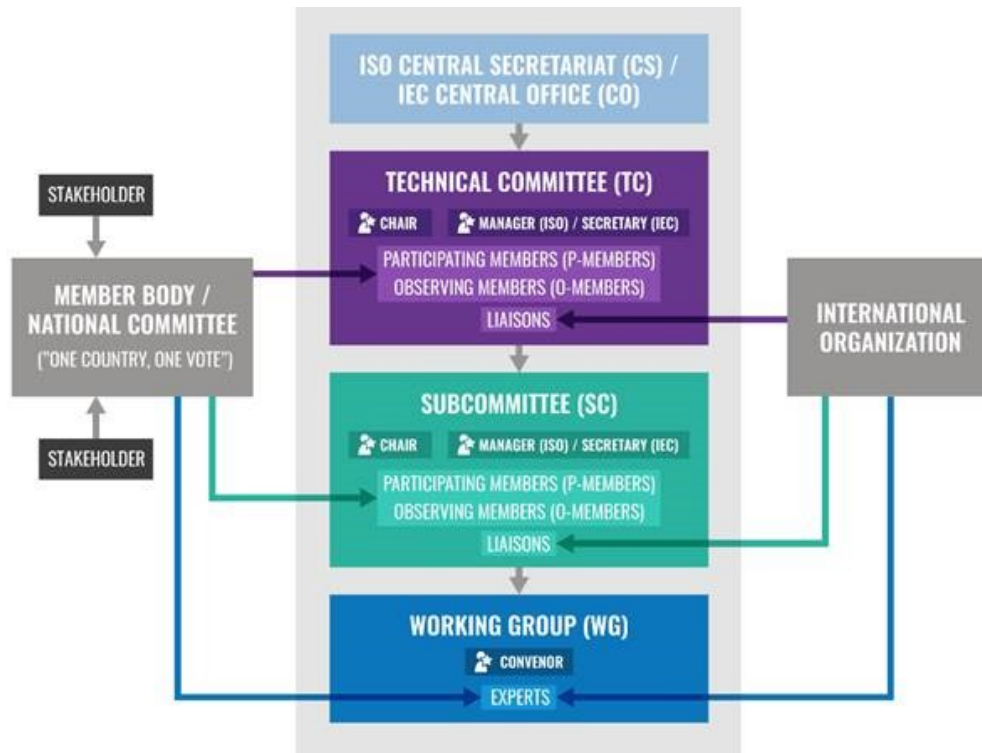 ISO CENTRAL SECRETARIAT (CS) /
IEC CENTRAL OFFICE (CO)
TECHNICAL COMMITTEE (TC)
CHAIR
MANAGER (ISO) / SECRETARY (IEC)
PARTICIPATING MEMBERS (P-MEMBERS)
OBSERVING MEMBERS (O-MEMBERS)
LIAISONS
STAKEHOLDER
MEMBER BODY /
NATIONAL COMMITTEE
("ONE COUNTRY, ONE VOTE")
STAKEHOLDER
INTERNATIONAL
ORGANIZATION
SUBCOMMITTEE (SC)
CHAIR
MANAGER (ISO) / SECRETARY (IEC)
PARTICIPATING MEMBERS (P-MEMBERS)
OBSERVING MEMBERS (O-MEMBERS)
LIAISONS
WORKING GROUP (WG)
CONVENOR
EXPERTS